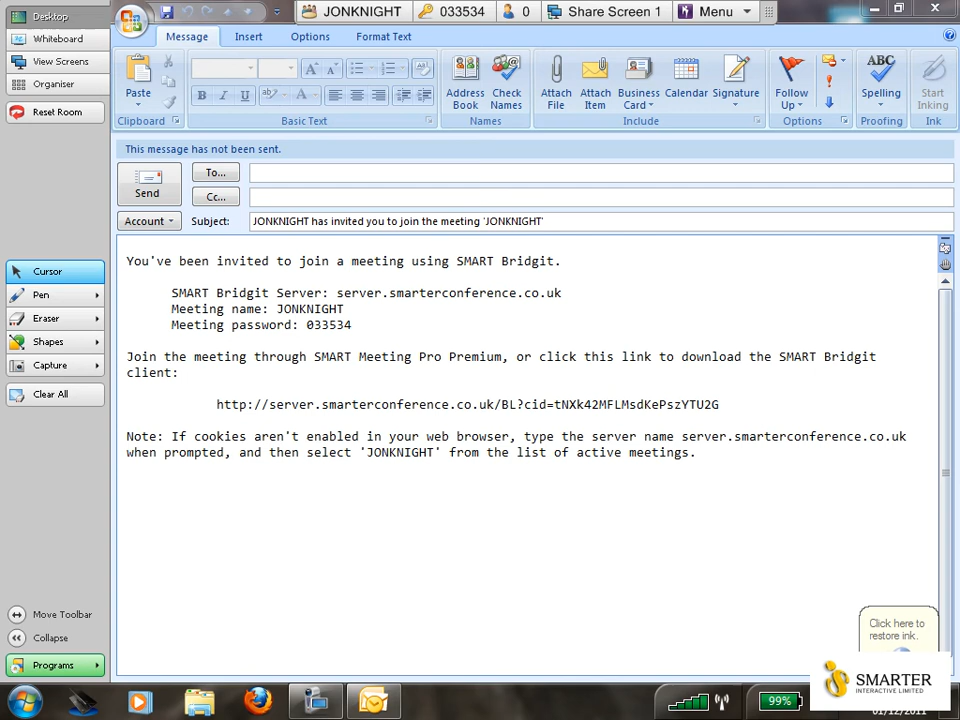 Desktop
Whiteboard
View Screens
Organiser
Reset Room
Cursor
Pen
Eraser
Shapes
Capture
Clear All
Move Toolbar
Collapse
Programs
JONKNIGHT 033534 0 Share Screen 1 Menu
Message Insert Options Format Text
Paste
Clipboard
B I U ab A
Basic Text
Address Book
Check Names
Names
Attach File
Attach Item
Business Card
Calendar
Signature
Include
Follow Up
Options
ABC
Spelling
Proofing
Start Inking
Ink
This message has not been sent.
Send
To...
Cc...
Account
Subject: JONKNIGHT has invited you to join the meeting 'JONKNIGHT'
You've been invited to join a meeting using SMART Bridgit.
SMART Bridgit Server: server.smarterconference.co.uk
Meeting name: JONKNIGHT
Meeting password: 033534
Join the meeting through SMART Meeting Pro Premium, or click this link to download the SMART Bridgit
client:
http://server.smarterconference.co.uk/BL?cid=tNXk42MFLMsdKePszYTU2G
Note: If cookies aren't enabled in your web browser, type the server name server.smarterconference.co.uk
when prompted, and then select 'JONKNIGHT' from the list of active meetings.
Click here to
restore ink.
99%
SMARTER
INTERACTIVE LIMITED